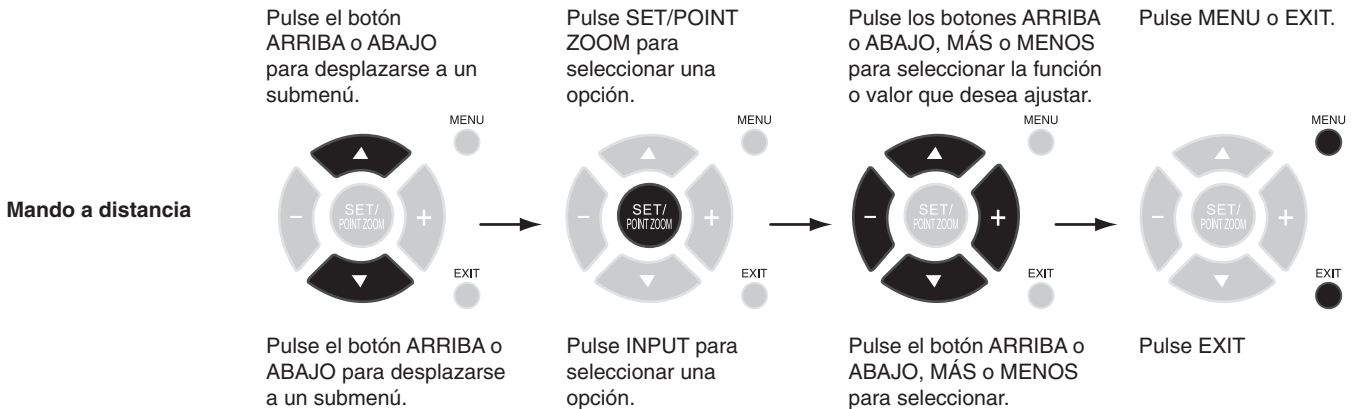 Pulse el botón
ARRIBA o ABAJO
para desplazarse a un
submenú.
Pulse SET/POINT
ZOOM para
seleccionar una
opción.
Pulse los botones ARRIBA
o ABAJO, MÁS o MENOS
para seleccionar la función
o valor que desea ajustar.
Pulse MENU o EXIT.
Mando a distancia
MENU
SET/
POINT ZOOM
EXIT
MENU
SET/
POINT ZOOM
EXIT
MENU
SET/
POINT ZOOM
EXIT
MENU
SET/
POINT ZOOM
EXIT
Pulse el botón ARRIBA o
ABAJO para desplazarse
a un submenú.
Pulse INPUT para
seleccionar una
opción.
Pulse el botón ARRIBA o
ABAJO, MÁS o MENOS
para seleccionar.
Pulse EXIT